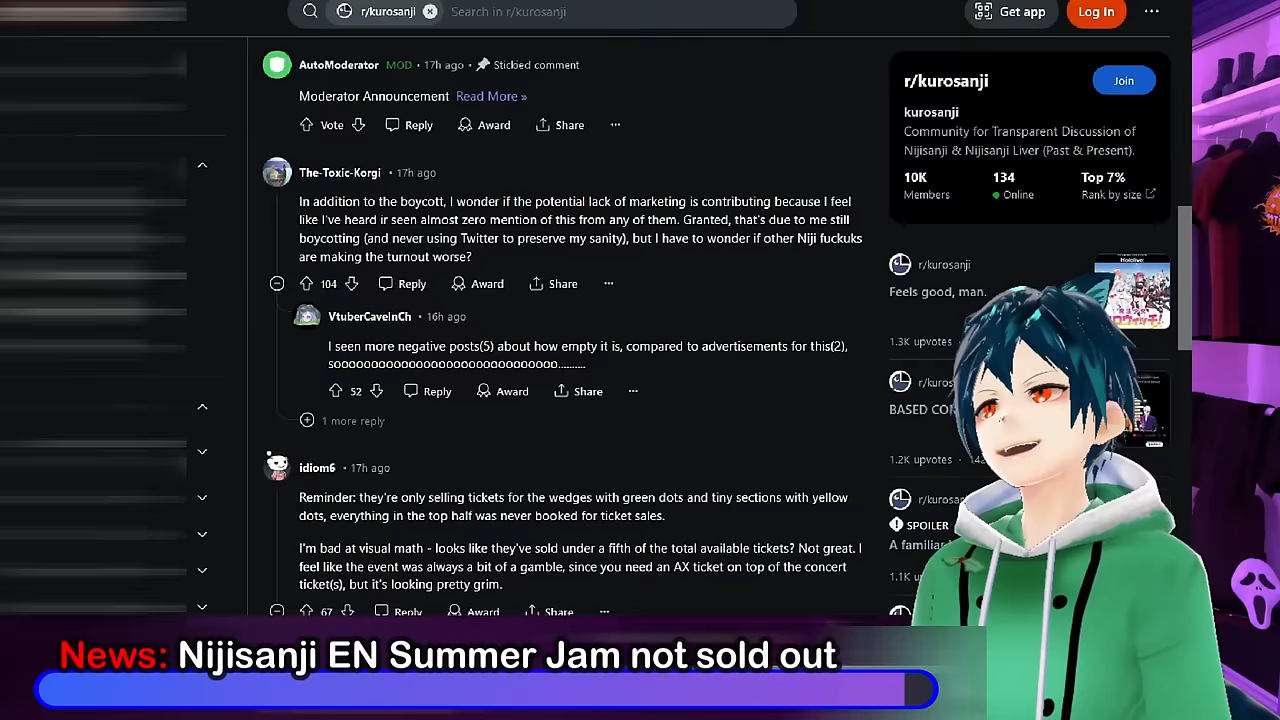 r/kurosanji
Search in r/kurosanji
Get app
Log In
AutoModerator MOD • 17h ago • Stickied comment
Moderator Announcement Read More »
Vote Reply Award Share
The-Toxic-Korgi • 17h ago
In addition to the boycott, I wonder if the potential lack of marketing is contributing because I feel
like I've heard ir seen almost zero mention of this from any of them. Granted, that's due to me still
boycotting (and never using Twitter to preserve my sanity), but I have to wonder if other Niji fuckuks
are making the turnout worse?
104 Reply Award Share
VtuberCaveInCh • 16h ago
I seen more negative posts(5) about how empty it is, compared to advertisements for this(2),
52 Reply Award Share
1 more reply
idiom6 • 17h ago
Reminder: they're only selling tickets for the wedges with green dots and tiny sections with yellow
dots, everything in the top half was never booked for ticket sales.
I'm bad at visual math - looks like they've sold under a fifth of the total available tickets? Not great. I
feel like the event was always a bit of a gamble, since you need an AX ticket on top of the concert
ticket(s), but it's looking pretty grim.
67 Reply Award Share
r/kurosanji
Join
kurosanji
Community for Transparent Discussion of
Nijisanji & Nijisanji Liver (Past & Present).
10K 134 Top 7%
Members Online Rank by size
r/kurosanji
Feels good, man.
1.3K upvotes
BASED
1.2K upvotes
SPOILER
News: Nijisanji EN Summer Jam not sold out